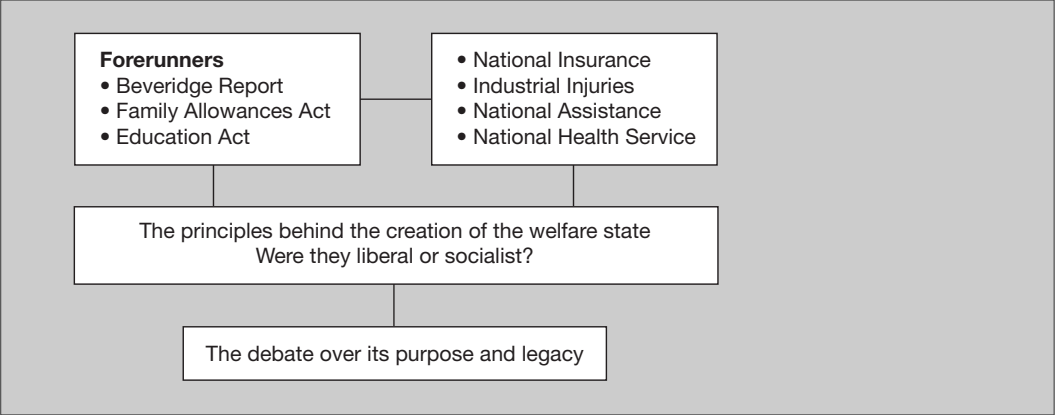 Forerunners
• Beveridge Report
• Family Allowances Act
• Education Act
• National Insurance
• Industrial Injuries
• National Assistance
• National Health Service
The principles behind the creation of the welfare state
Were they liberal or socialist?
The debate over its purpose and legacy